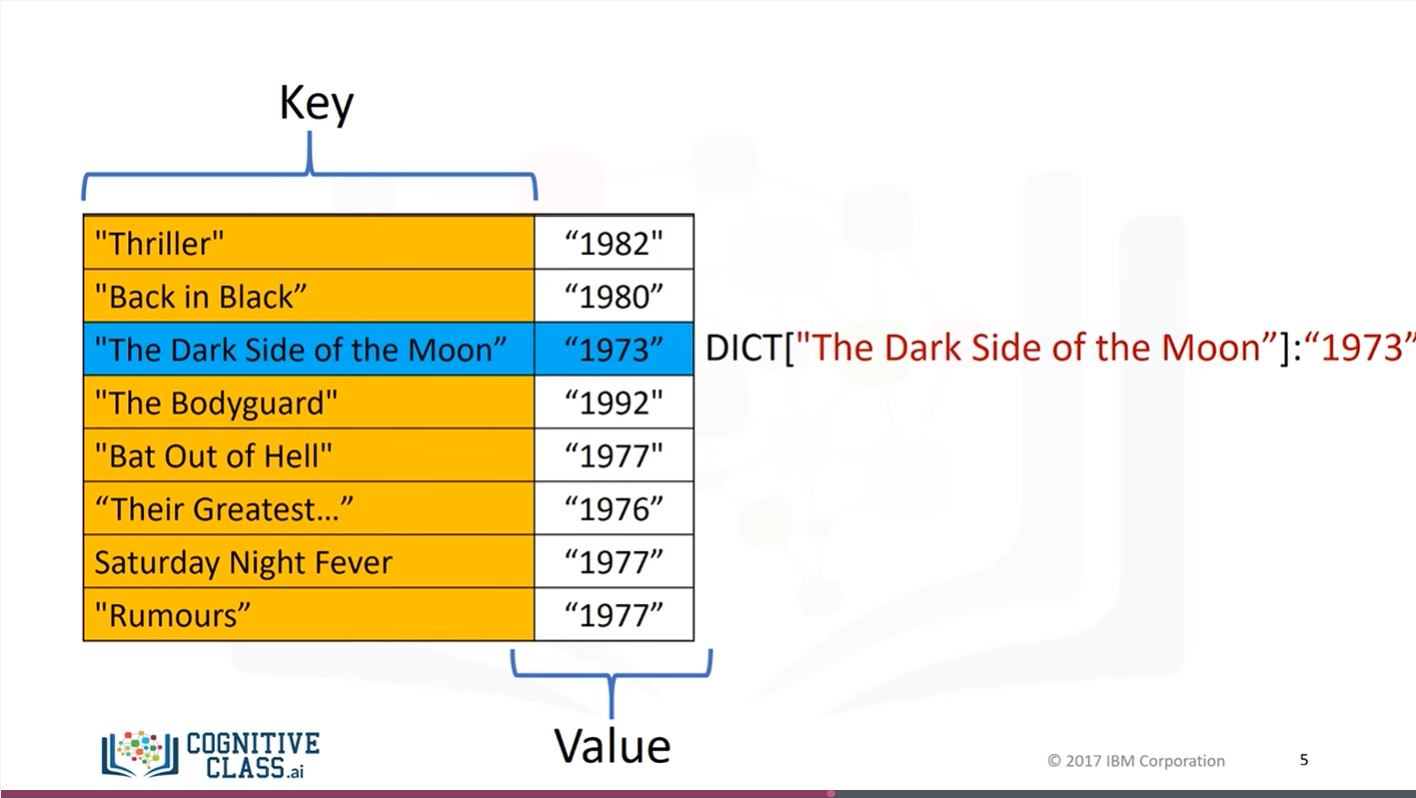 Key
"Thriller" “1982"
"Back in Black” “1980”
"The Dark Side of the Moon” “1973” DICT["The Dark Side of the Moon”]:“1973”
"The Bodyguard" “1992"
"Bat Out of Hell" “1977"
“Their Greatest...” “1976”
Saturday Night Fever “1977”
"Rumours” “1977”
Value
COGNITIVE
CLASS.ai
© 2017 IBM Corporation 5